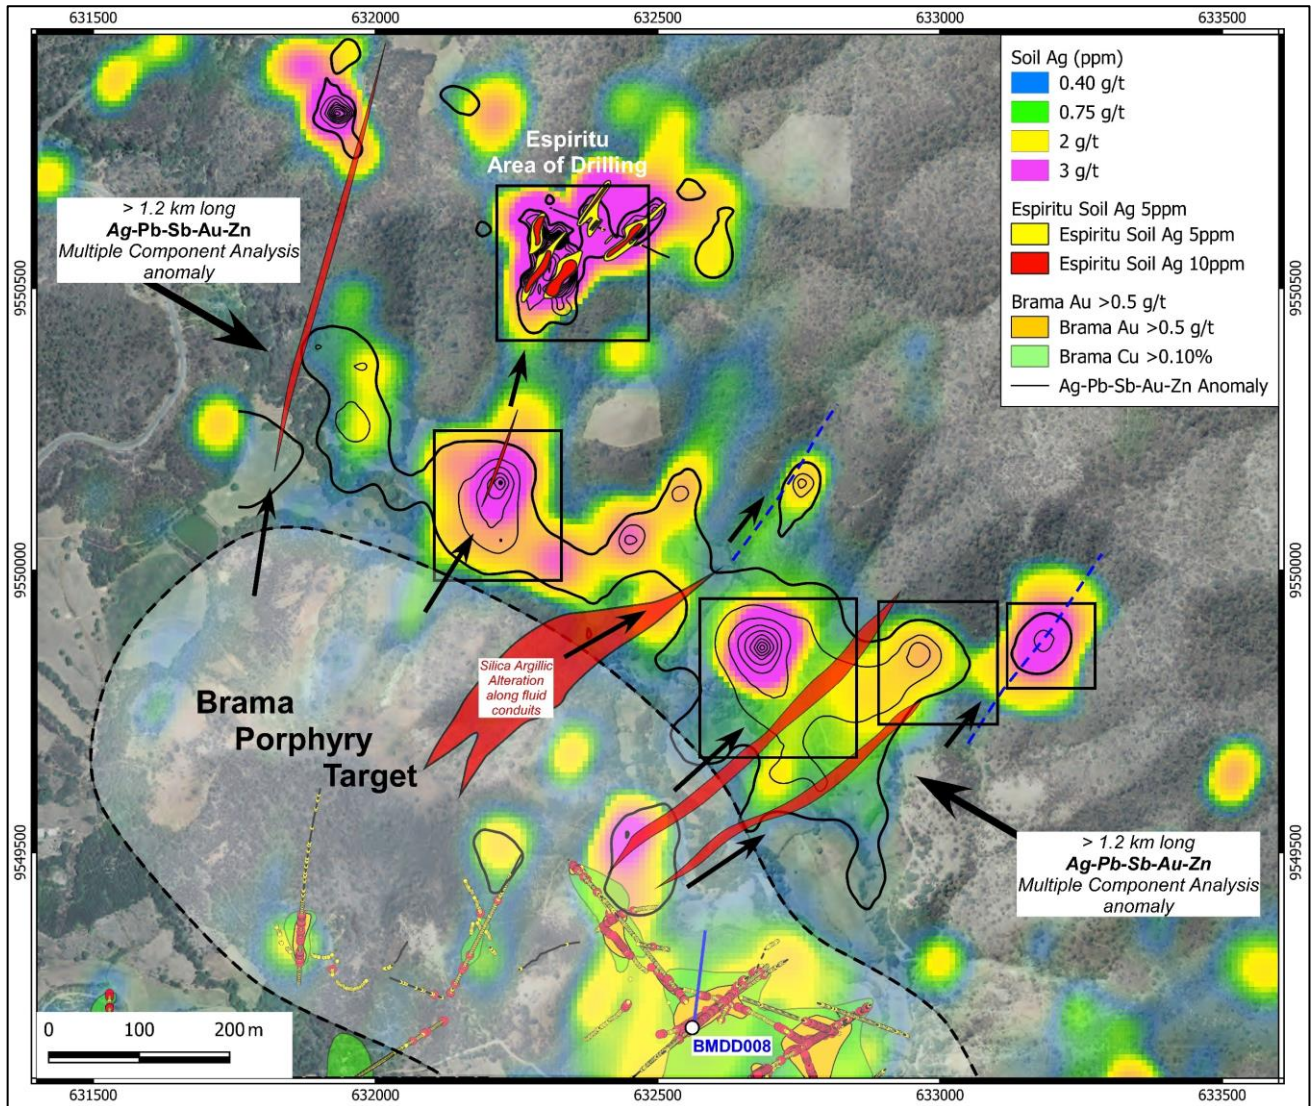 631500
632000
632500
633000
633500
Soil Ag (ppm)
0.40 g/t
0.75 g/t
2 g/t
3 g/t
Espiritu Soil Ag 5ppm
Espiritu Soil Ag 5ppm
Espiritu Soil Ag 10ppm
Brama Au >0.5 g/t
Brama Au >0.5 g/t
Brama Cu >0.10%
Ag-Pb-Sb-Au-Zn Anomaly
Espiritu
Area of Drilling
> 1.2 km long
Ag-Pb-Sb-Au-Zn
Multiple Component Analysis
anomaly
9550500
9550500
9550000
9550000
Silica Argillic
Alteration
along fluid
conduits
Brama
Porphyry
Target
9549500
9549500
> 1.2 km long
Ag-Pb-Sb-Au-Zn
Multiple Component Analysis
anomaly
0 100 200 m
BMDD008
631500
632000
632500
633000
633500